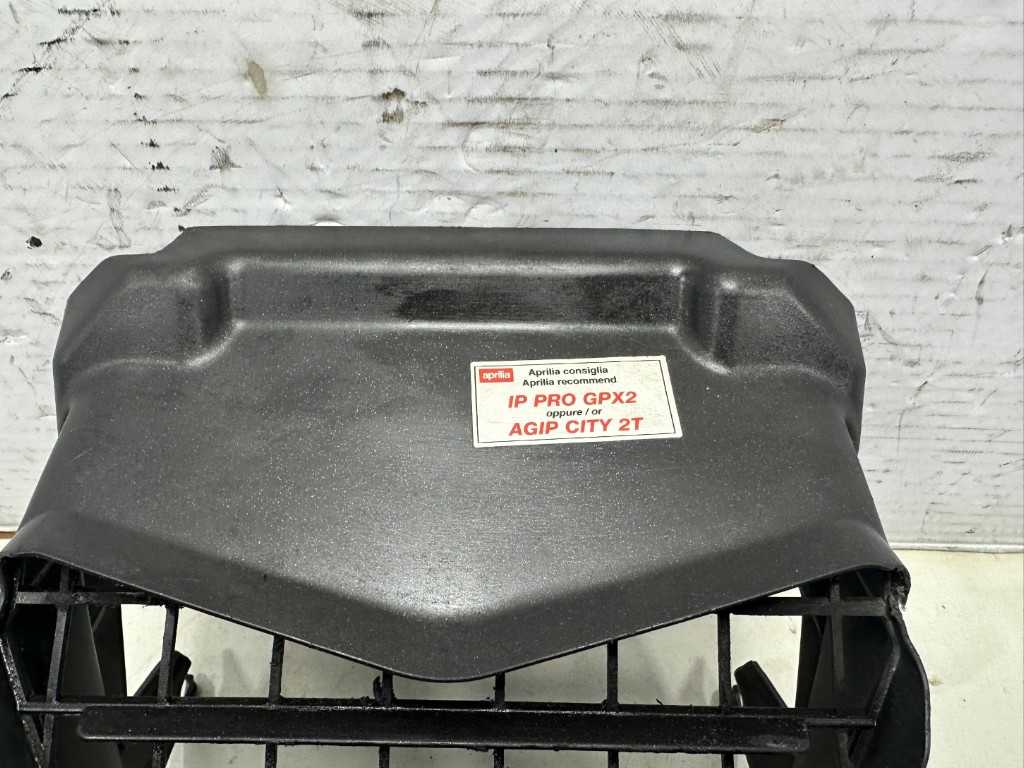 aprilia
Aprilia consiglia
Aprilia recommend
IP PRO GPX2
oppure / or
AGIP CITY 2T